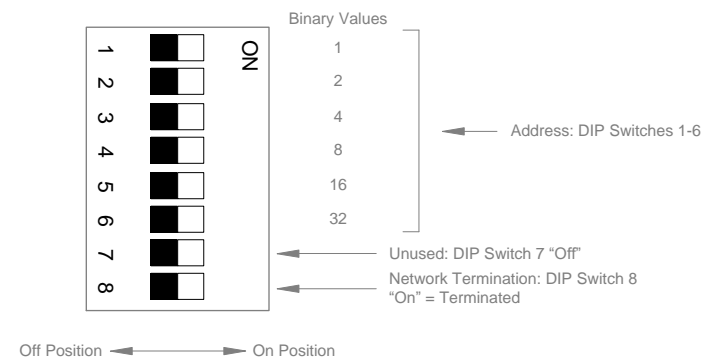 Binary Values
1
ON
1
2
2
3
4
4
8
Address: DIP Switches 1-6
5
16
6
32
7
Unused: DIP Switch 7 “Off”
8
Network Termination: DIP Switch 8
“On” = Terminated
Off Position
On Position